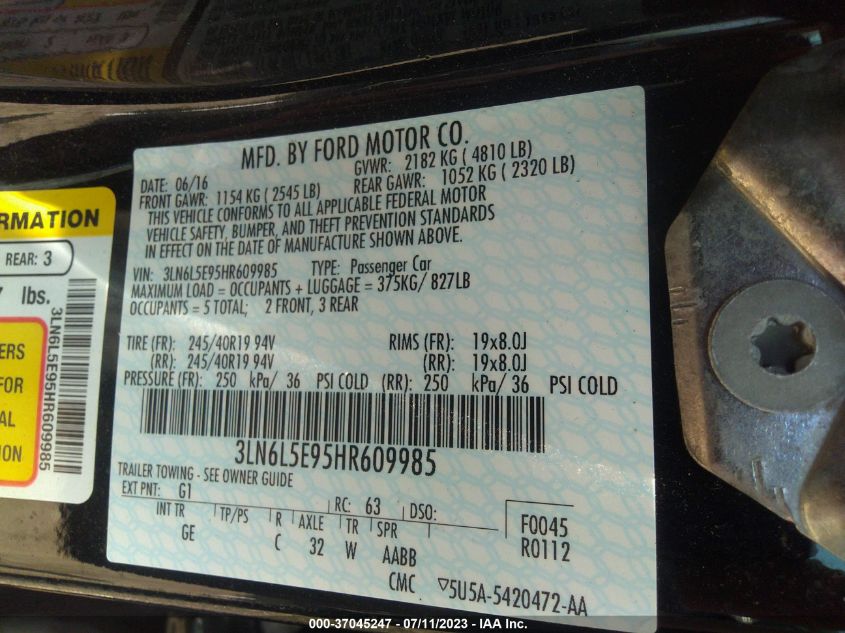 MFD. BY FORD MOTOR CO.
DATE: 06/16 GVWR: 2182 KG ( 4810 LB)
FRONT GAWR: 1154 KG ( 2545 LB) REAR GAWR: 1052 KG ( 2320 LB)
THIS VEHICLE CONFORMS TO ALL APPLICABLE FEDERAL MOTOR
VEHICLE SAFETY, BUMPER, AND THEFT PREVENTION STANDARDS
IN EFFECT ON THE DATE OF MANUFACTURE SHOWN ABOVE.
VIN: 3LN6L5E95HR609985 TYPE: Passenger Car
MAXIMUM LOAD = OCCUPANTS + LUGGAGE = 375KG/ 827LB
OCCUPANTS = 5 TOTAL; 2 FRONT, 3 REAR
TIRE (FR): 245/40R19 94V RIMS (FR): 19x8.0J
(RR): 245/40R19 94V (RR): 19x8.0J
PRESSURE (FR): 250 kPa/ 36 PSI COLD (RR): 250 kPa/ 36 PSI COLD
3LN6L5E95HR609985
TRAILER TOWING - SEE OWNER GUIDE
EXT PNT: G1 RC: 63 DSO:
INT TR TP/PS R AXLE TR SPR F0045
GE C 32 W AABB R0112
CMC ▽5U5A-5420472-AA
RMATION
REAR: 3
7 lbs.
3LN6L5E95HR609985
ERS
FOR
AL
ON
000-37045247 - 07/11/2023 - IAA Inc.